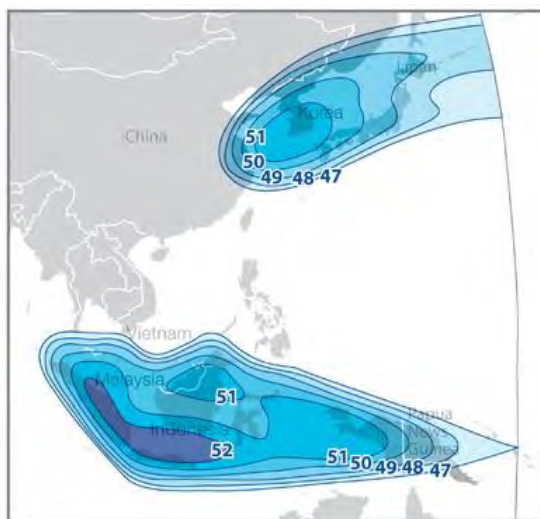 Japan
Korea
China
51
50
49 48 47
Vietnam
Malaysia
51
Papua
New
Guinea
Indonesia
52
51
50
49 48 47